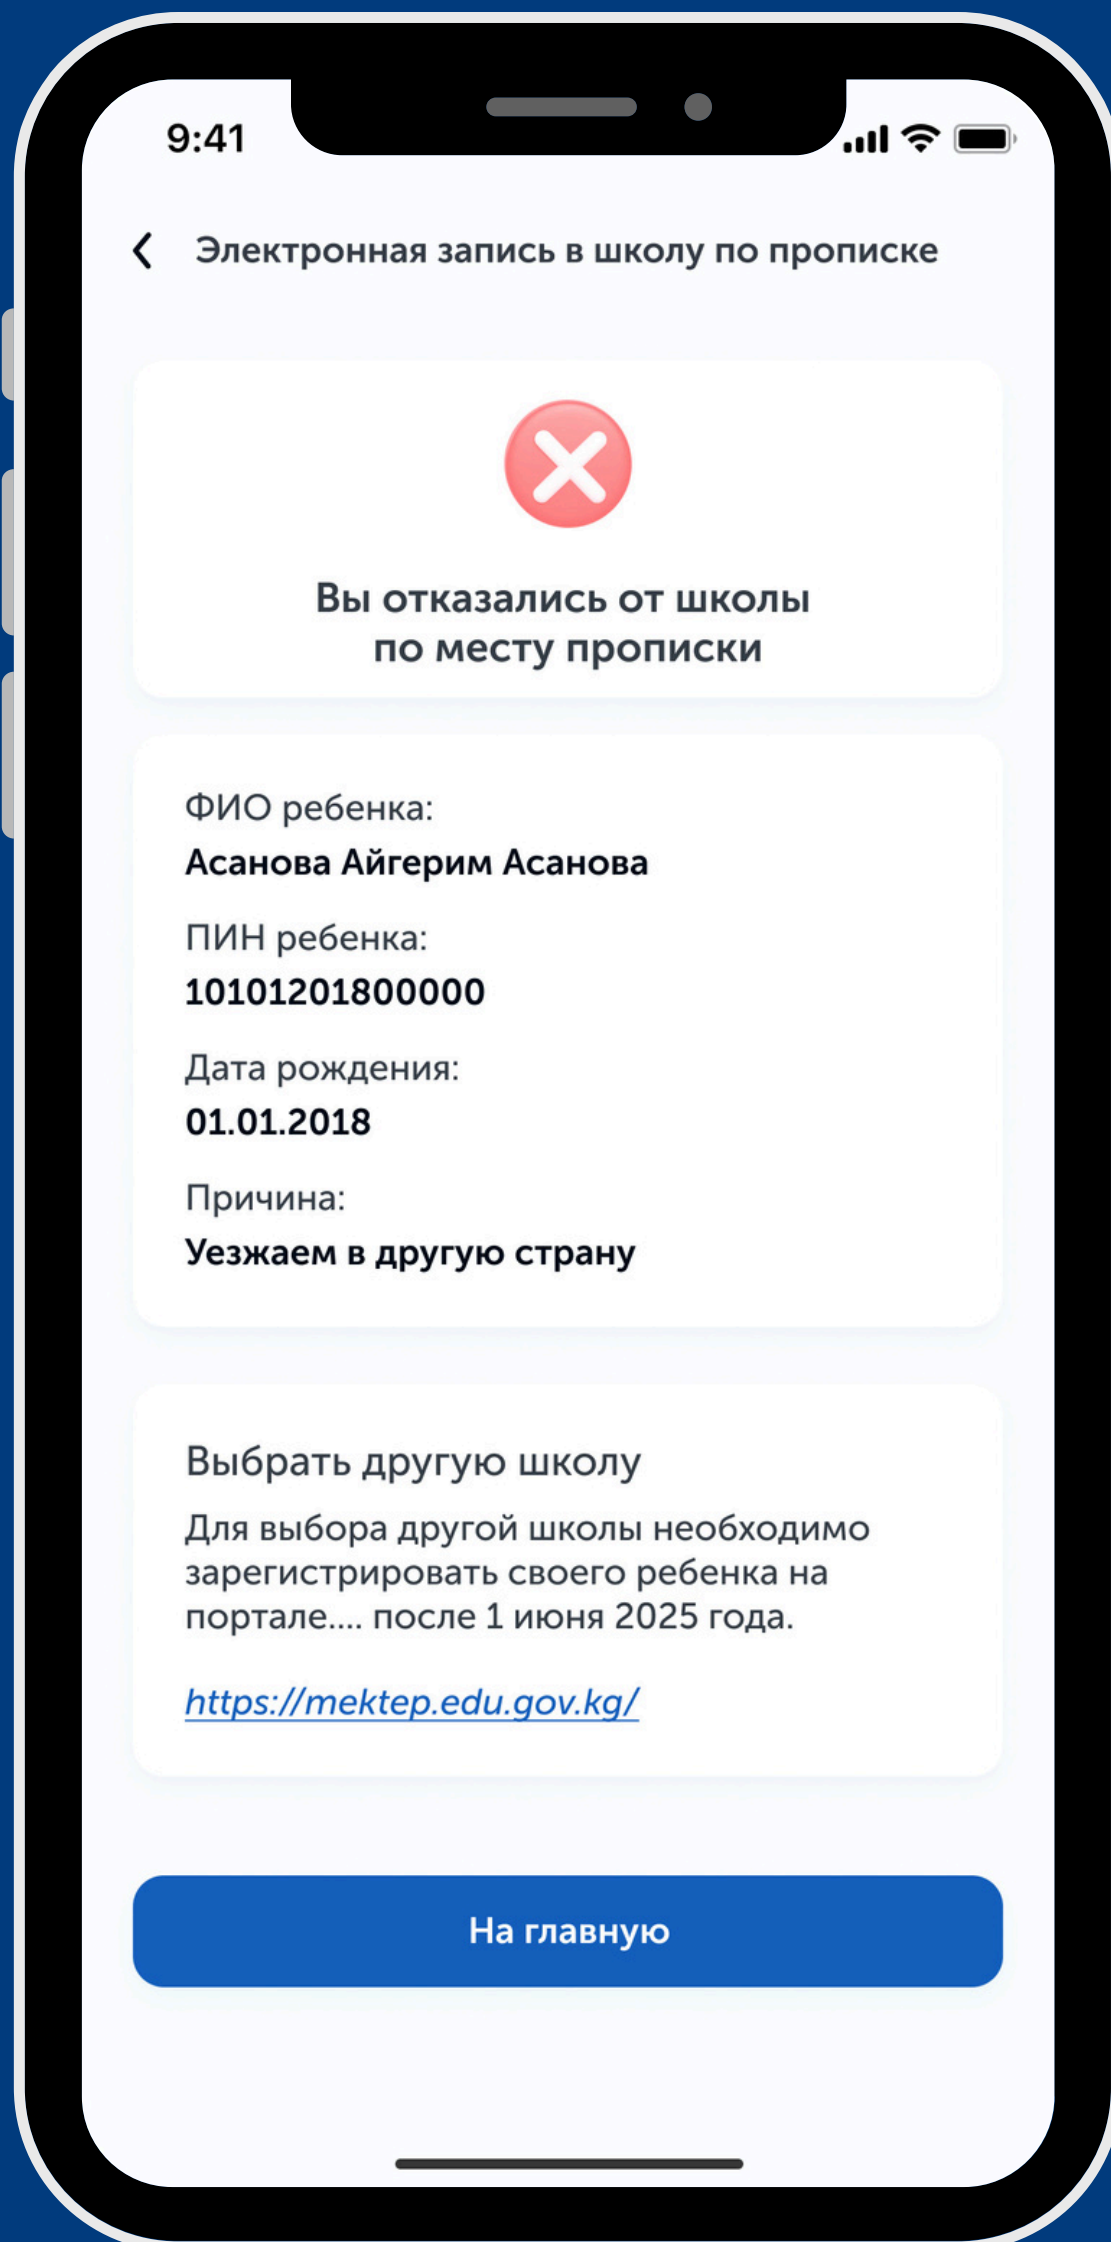 9:41
Электронная запись в школу по прописке
Вы отказались от школы
по месту прописки
ФИО ребенка:
Асанова Айгерим Асанова
ПИН ребенка:
10101201800000
Дата рождения:
01.01.2018
Причина:
Уезжаем в другую страну
Выбрать другую школу
Для выбора другой школы необходимо
зарегистрировать своего ребенка на
портале.... после 1 июня 2025 года.
https://mektep.edu.gov.kg/
На главную